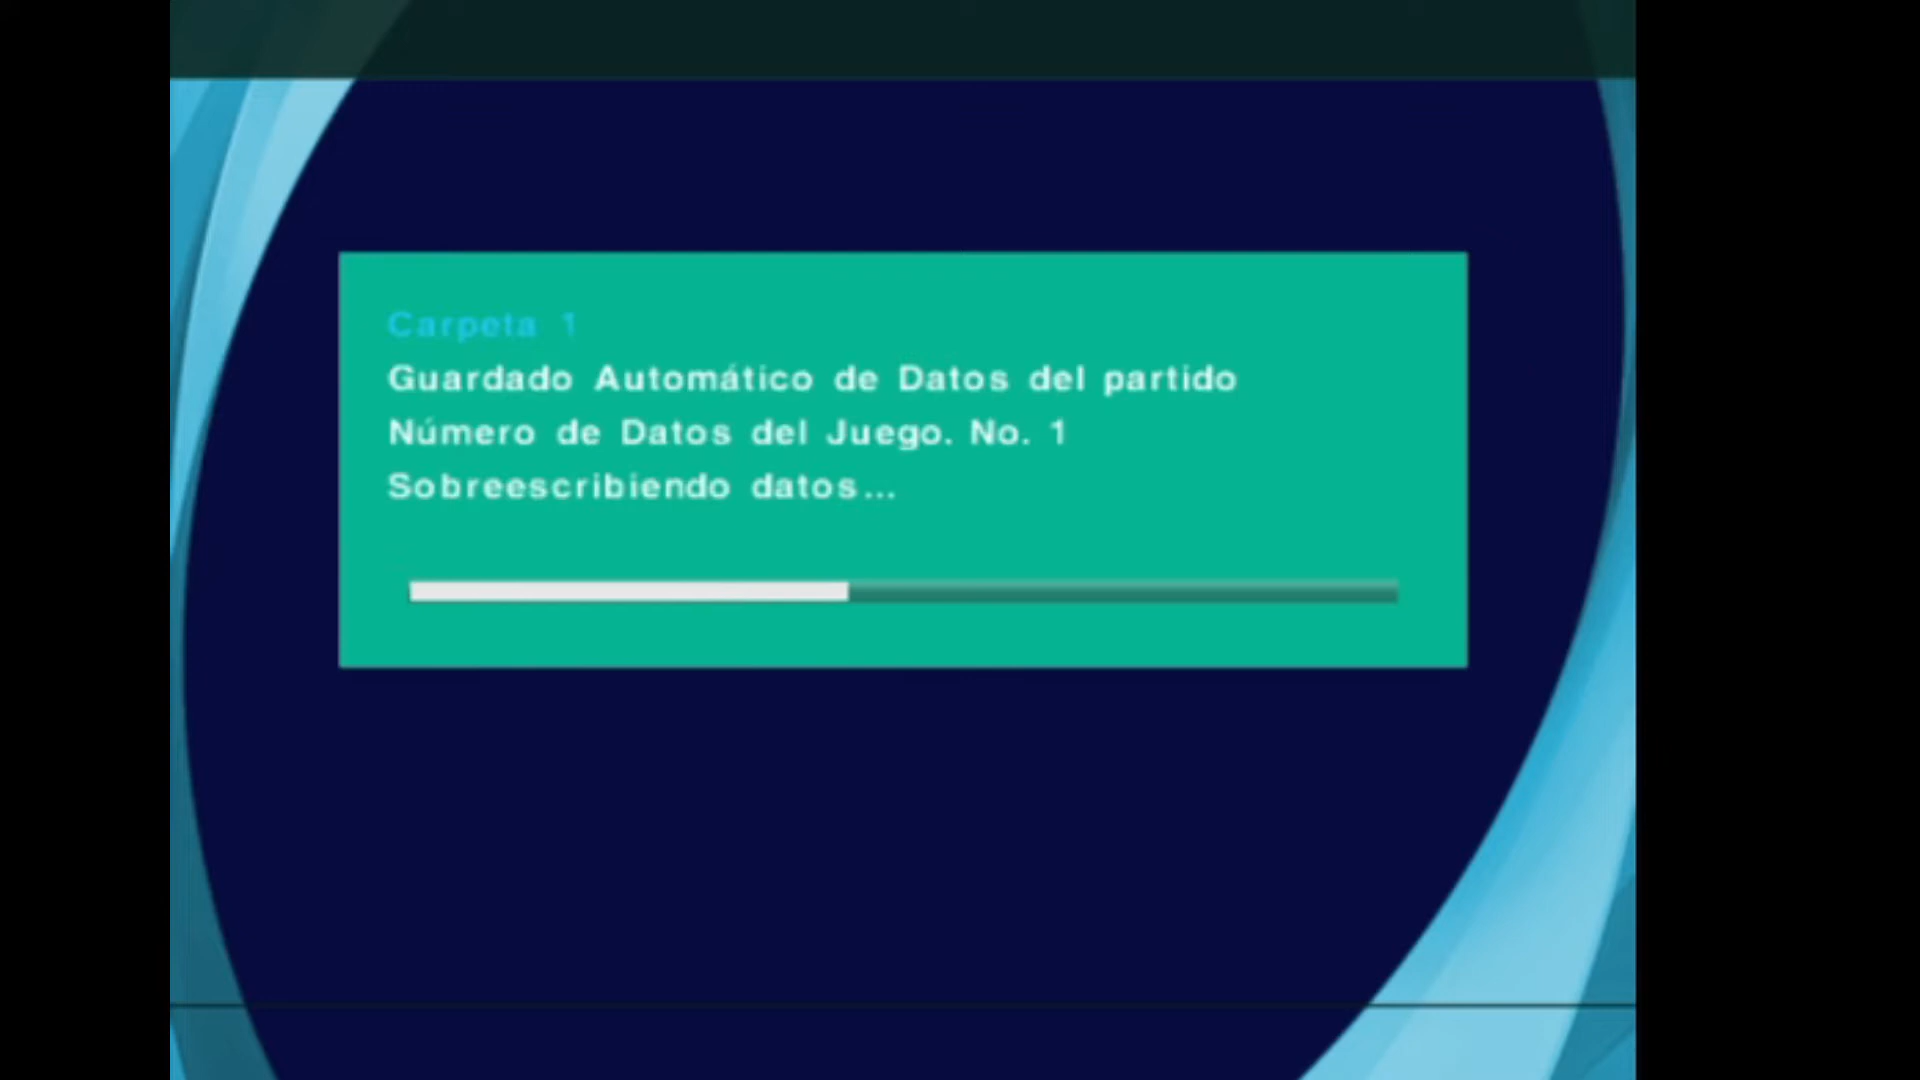 Carpeta 1
Guardado Automático de Datos del partido
Número de Datos del Juego. No. 1
Sobreescribiendo datos...